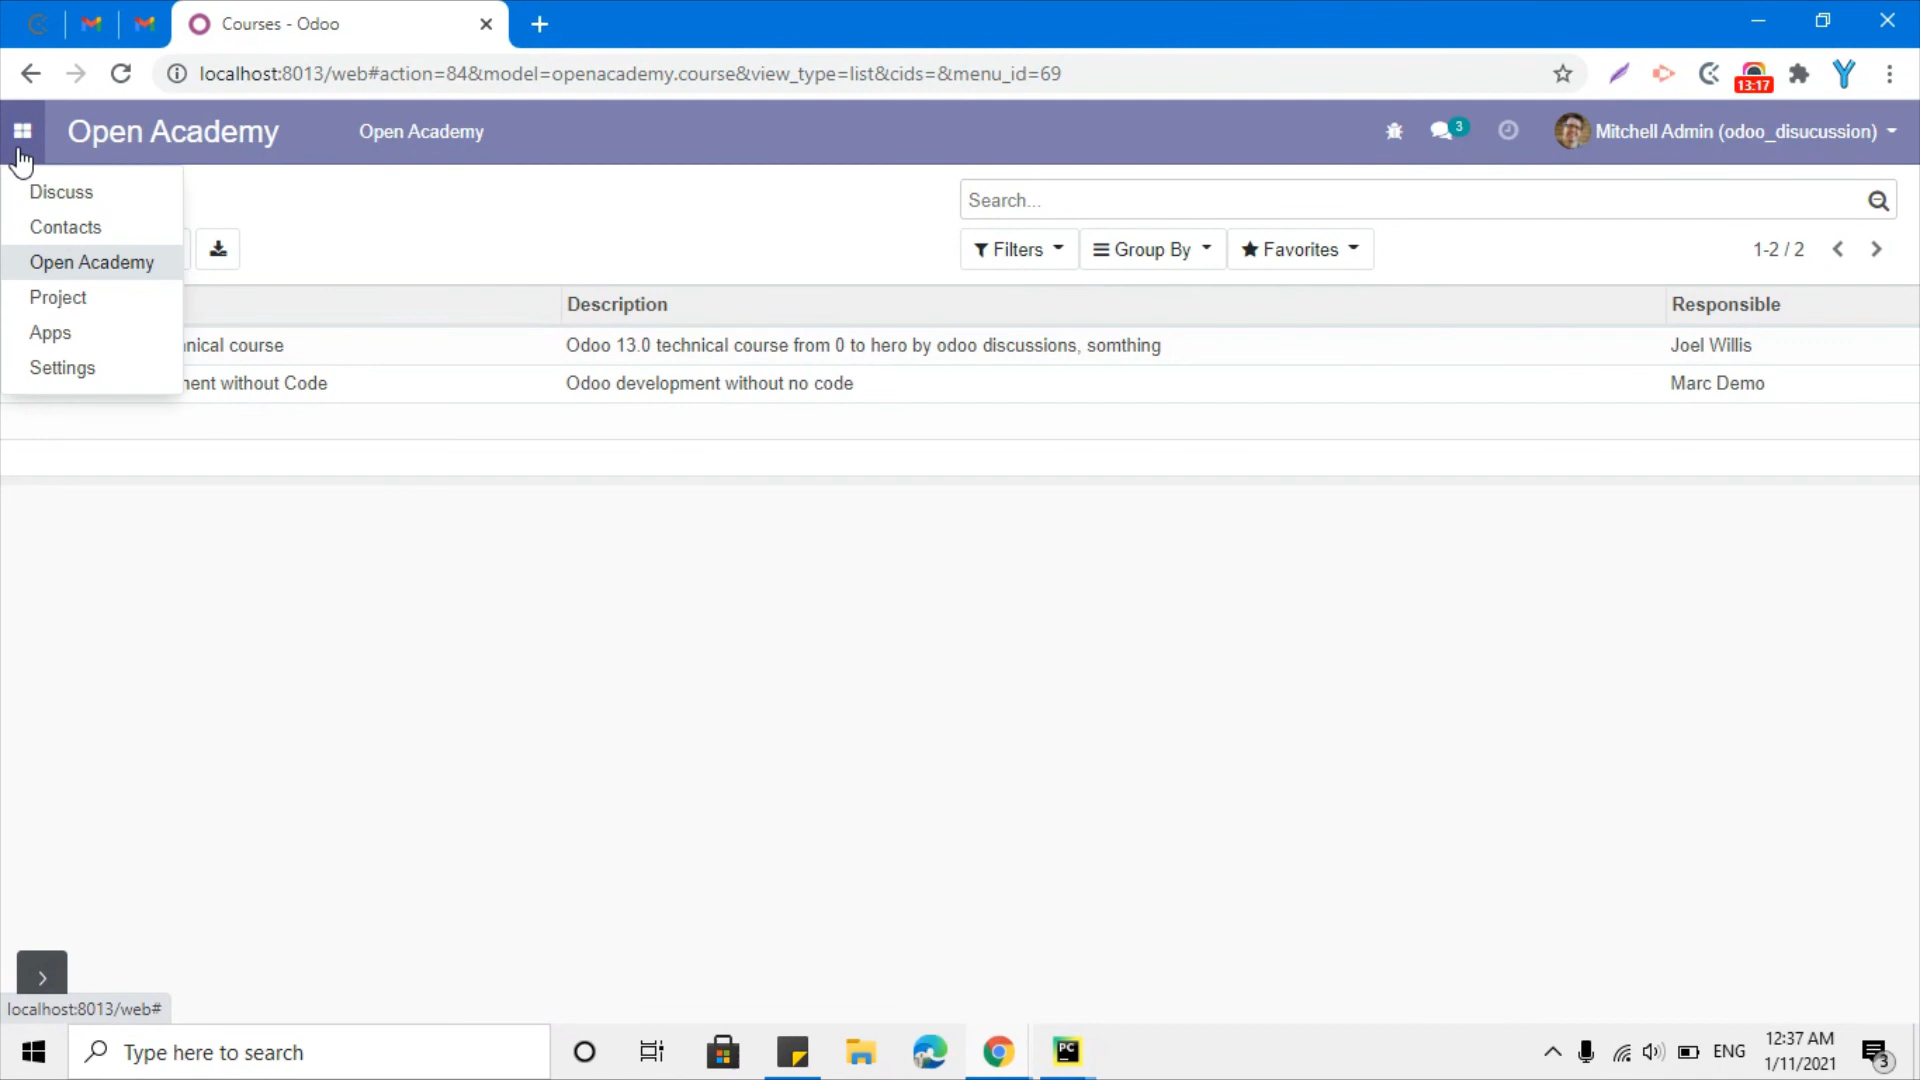 Courses - Odoo
localhost:8013/web#action=84&model=openacademy.course&view_type=list&cids=&menu_id=69
13:17
Open Academy
Open Academy
3
Mitchell Admin (odoo_disucussion)
Discuss
Contacts
Open Academy
Project
Apps
Settings
Search...
Filters
Group By
Favorites
1-2 / 2
Description
Responsible
nical course
Odoo 13.0 technical course from 0 to hero by odoo discussions, somthing
Joel Willis
ment without Code
Odoo development without no code
Marc Demo
localhost:8013/web#
Type here to search
PC
ENG
12:37 AM
1/11/2021
3